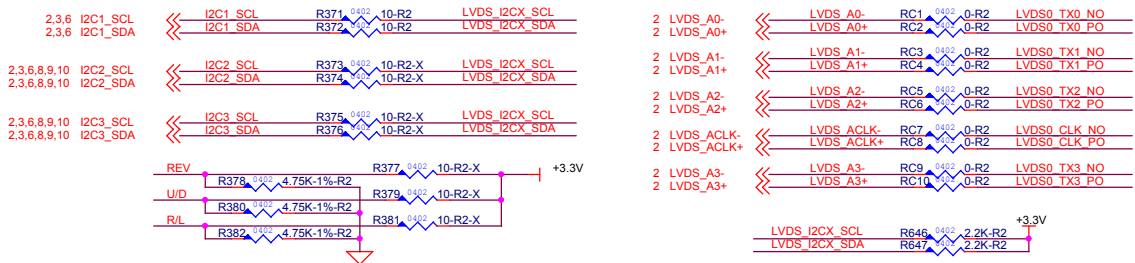 2,3,6 I2C1_SCL I2C1_SCL R371 0402 10-R2 LVDS_I2CX_SCL
2,3,6 I2C1_SDA I2C1_SDA R372 0402 10-R2 LVDS_I2CX_SDA
2,3,6,8,9,10 I2C2_SCL I2C2_SCL R373 0402 10-R2-X LVDS_I2CX_SCL
2,3,6,8,9,10 I2C2_SDA I2C2_SDA R374 0402 10-R2-X LVDS_I2CX_SDA
2,3,6,8,9,10 I2C3_SCL I2C3_SCL R375 0402 10-R2-X LVDS_I2CX_SCL
2,3,6,8,9,10 I2C3_SDA I2C3_SDA R376 0402 10-R2-X LVDS_I2CX_SDA
REV R377 0402 10-R2-X +3.3V
R378 0402 4.75K-1%-R2
U/D R379 0402 10-R2-X
R380 0402 4.75K-1%-R2
R/L R381 0402 10-R2-X
R382 0402 4.75K-1%-R2
2 LVDS_A0- LVDS_A0- RC1 0402 0-R2 LVDS0_TX0_NO
2 LVDS_A0+ LVDS_A0+ RC2 0402 0-R2 LVDS0_TX0_PO
2 LVDS_A1- LVDS_A1- RC3 0402 0-R2 LVDS0_TX1_NO
2 LVDS_A1+ LVDS_A1+ RC4 0402 0-R2 LVDS0_TX1_PO
2 LVDS_A2- LVDS_A2- RC5 0402 0-R2 LVDS0_TX2_NO
2 LVDS_A2+ LVDS_A2+ RC6 0402 0-R2 LVDS0_TX2_PO
2 LVDS_ACLK- LVDS_ACLK- RC7 0402 0-R2 LVDS0_CLK_NO
2 LVDS_ACLK+ LVDS_ACLK+ RC8 0402 0-R2 LVDS0_CLK_PO
2 LVDS_A3- LVDS_A3- RC9 0402 0-R2 LVDS0_TX3_NO
2 LVDS_A3+ LVDS_A3+ RC10 0402 0-R2 LVDS0_TX3_PO
+3.3V
LVDS_I2CX_SCL R646 0402 2.2K-R2
LVDS_I2CX_SDA R647 0402 2.2K-R2